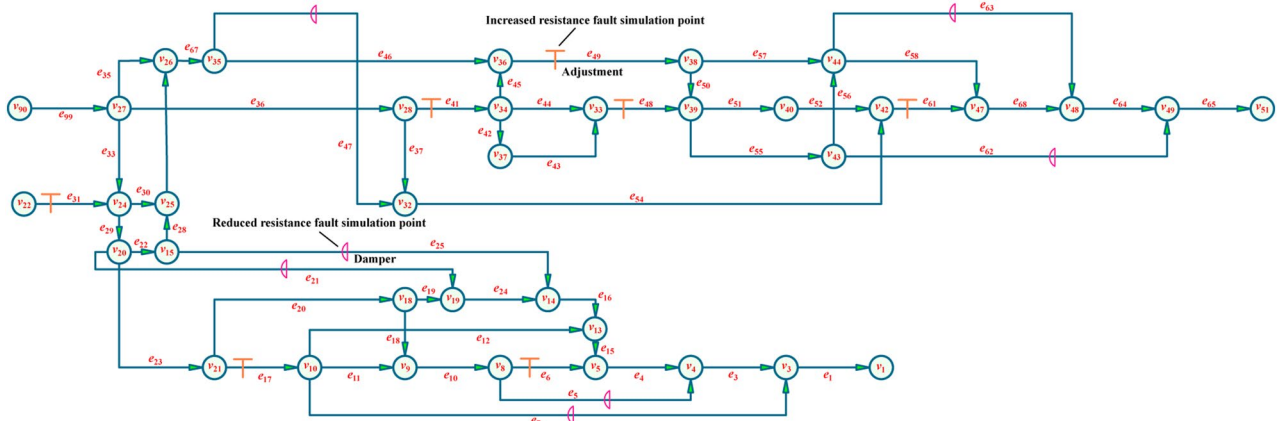 e63
Increased resistance fault simulation point
v26
e67
v35
e46
v36
e49
v38
e57
v44
e58
e35
Adjustment
e45
e50
e56
v90
e99
v27
e36
v28
e41
v34
e44
v33
e48
v39
e51
v40
e52
v42
e61
v47
e68
v48
e64
v49
e65
v51
e42
e33
e47
e37
v37
e43
e55
v43
e62
v22
e31
v24
e30
v25
v32
e54
e29
e28
Reduced resistance fault simulation point
v20
e22
v15
e25
Damper
e21
e20
v18
e19
v19
e24
v14
e16
e18
e12
v13
e15
e23
v21
e17
v10
e11
v9
e10
v8
e6
v5
e4
v4
e3
v3
e1
v1
e5